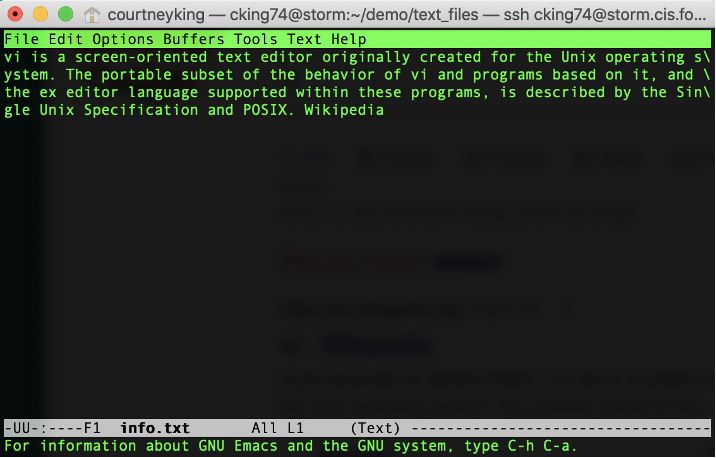 courtneyking — cking74@storm:~/demo/text_files — ssh cking74@storm.cis.fo...
File Edit Options Buffers Tools Text Help
vi is a screen-oriented text editor originally created for the Unix operating s\
ystem. The portable subset of the behavior of vi and programs based on it, and \
the ex editor language supported within these programs, is described by the Sin\
gle Unix Specification and POSIX. Wikipedia
-UU-:----F1  info.txt       All L1     (Text) ----------------------------------
For information about GNU Emacs and the GNU system, type C-h C-a.